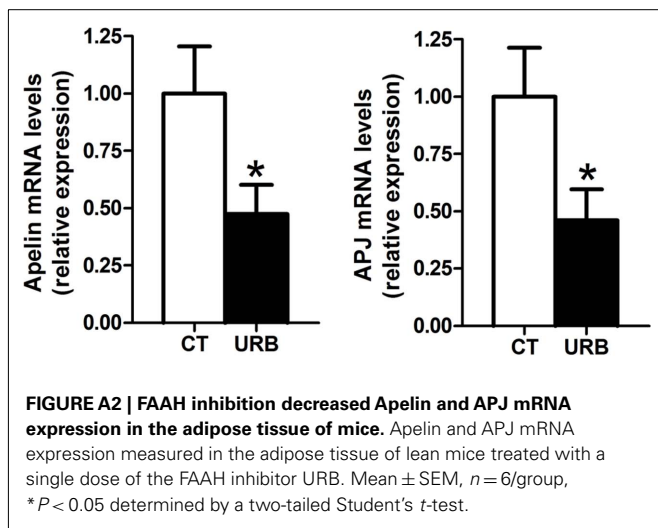 Apelin mRNA levels
(relative expression)
1.25
1.00
0.75
0.50
0.25
0.00
*
CT URB
APJ mRNA levels
(relative expression)
1.25
1.00
0.75
0.50
0.25
0.00
*
CT URB
FIGURE A2 | FAAH inhibition decreased Apelin and APJ mRNA
expression in the adipose tissue of mice. Apelin and APJ mRNA
expression measured in the adipose tissue of lean mice treated with a
single dose of the FAAH inhibitor URB. Mean ± SEM, n = 6/group,
*P < 0.05 determined by a two-tailed Student's t-test.